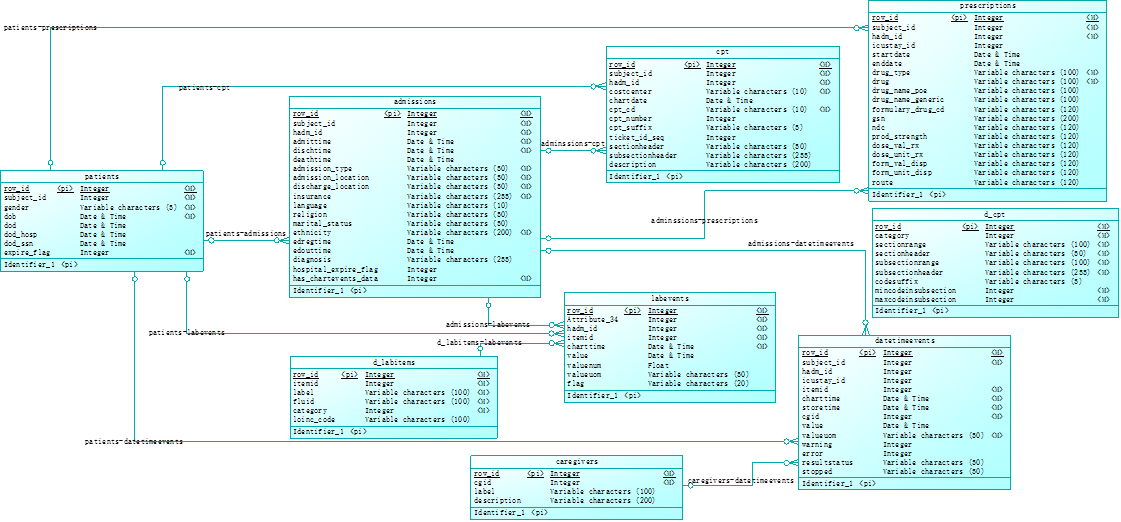 prescriptions
row_id <pi> Integer <M>
subject_id Integer <M>
hadm_id Integer <M>
icustay_id Integer
startdate Date & Time
enddate Date & Time
drug_type Variable characters (100) <M>
drug Variable characters (100) <M>
drug_name_poe Variable characters (100)
drug_name_generic Variable characters (100)
formulary_drug_cd Variable characters (120)
gsn Variable characters (200)
ndc Variable characters (120)
prod_strength Variable characters (120)
dose_val_rx Variable characters (120)
dose_unit_rx Variable characters (120)
form_val_disp Variable characters (120)
form_unit_disp Variable characters (120)
route Variable characters (120)
Identifier_1 <pi>
patients-prescriptions
cpt
row_id <pi> Integer <M>
subject_id Integer <M>
hadm_id Integer <M>
costcenter Variable characters (10) <M>
chartdate Date & Time
cpt_cd Variable characters (10) <M>
cpt_number Integer
cpt_suffix Variable characters (5)
ticket_id_seq Integer
sectionheader Variable characters (50)
subsectionheader Variable characters (255)
description Variable characters (200)
Identifier_1 <pi>
patients-cpt
admissions
row_id <pi> Integer <M>
subject_id Integer <M>
hadm_id Integer <M>
admittime Date & Time <M>
dischtime Date & Time <M>
deathtime Date & Time
admission_type Variable characters (50) <M>
admission_location Variable characters (50) <M>
discharge_location Variable characters (50) <M>
insurance Variable characters (255) <M>
language Variable characters (10)
religion Variable characters (50)
marital_status Variable characters (50)
ethnicity Variable characters (200) <M>
edregtime Date & Time
edouttime Date & Time
diagnosis Variable characters (255)
hospital_expire_flag Integer
has_chartevents_data Integer <M>
Identifier_1 <pi>
adminssions-cpt
patients
row_id <pi> Integer <M>
subject_id Integer <M>
gender Variable characters (5) <M>
dob Date & Time <M>
dod Date & Time
dod_hosp Date & Time
dod_ssn Date & Time
expire_flag Integer <M>
Identifier_1 <pi>
patients-admissions
adminssions-prescriptions
admissions-datetimeevents
d_cpt
row_id <pi> Integer <M>
category Integer <M>
sectionrange Variable characters (100) <M>
sectionheader Variable characters (50) <M>
subsectionrange Variable characters (100) <M>
subsectionheader Variable characters (255) <M>
codesuffix Variable characters (5)
mincodeinsubsection Integer <M>
maxcodeinsubsection Integer <M>
Identifier_1 <pi>
labevents
row_id <pi> Integer <M>
Attribute_34 Integer <M>
hadm_id Integer <M>
itemid Integer <M>
charttime Date & Time <M>
value Date & Time
valuenum Float
valueuom Variable characters (50)
flag Variable characters (20)
Identifier_1 <pi>
admissions-labevents
patients-labevents
d_labitems-labevents
d_labitems
row_id <pi> Integer <M>
itemid Integer <M>
label Variable characters (100) <M>
fluid Variable characters (100) <M>
category Integer <M>
loinc_code Variable characters (100)
Identifier_1 <pi>
datetimeevents
row_id <pi> Integer <M>
subject_id Integer <M>
hadm_id Integer
icustay_id Integer
itemid Integer <M>
charttime Date & Time <M>
storetime Date & Time <M>
cgid Integer <M>
value Date & Time
valueuom Variable characters (50) <M>
warning Integer
error Integer
resultstatus Variable characters (50)
stopped Variable characters (50)
Identifier_1 <pi>
patients-datetimeevents
caregivers
row_id <pi> Integer <M>
cgid Integer <M>
label Variable characters (100)
description Variable characters (200)
Identifier_1 <pi>
caregivers-datetimeevents